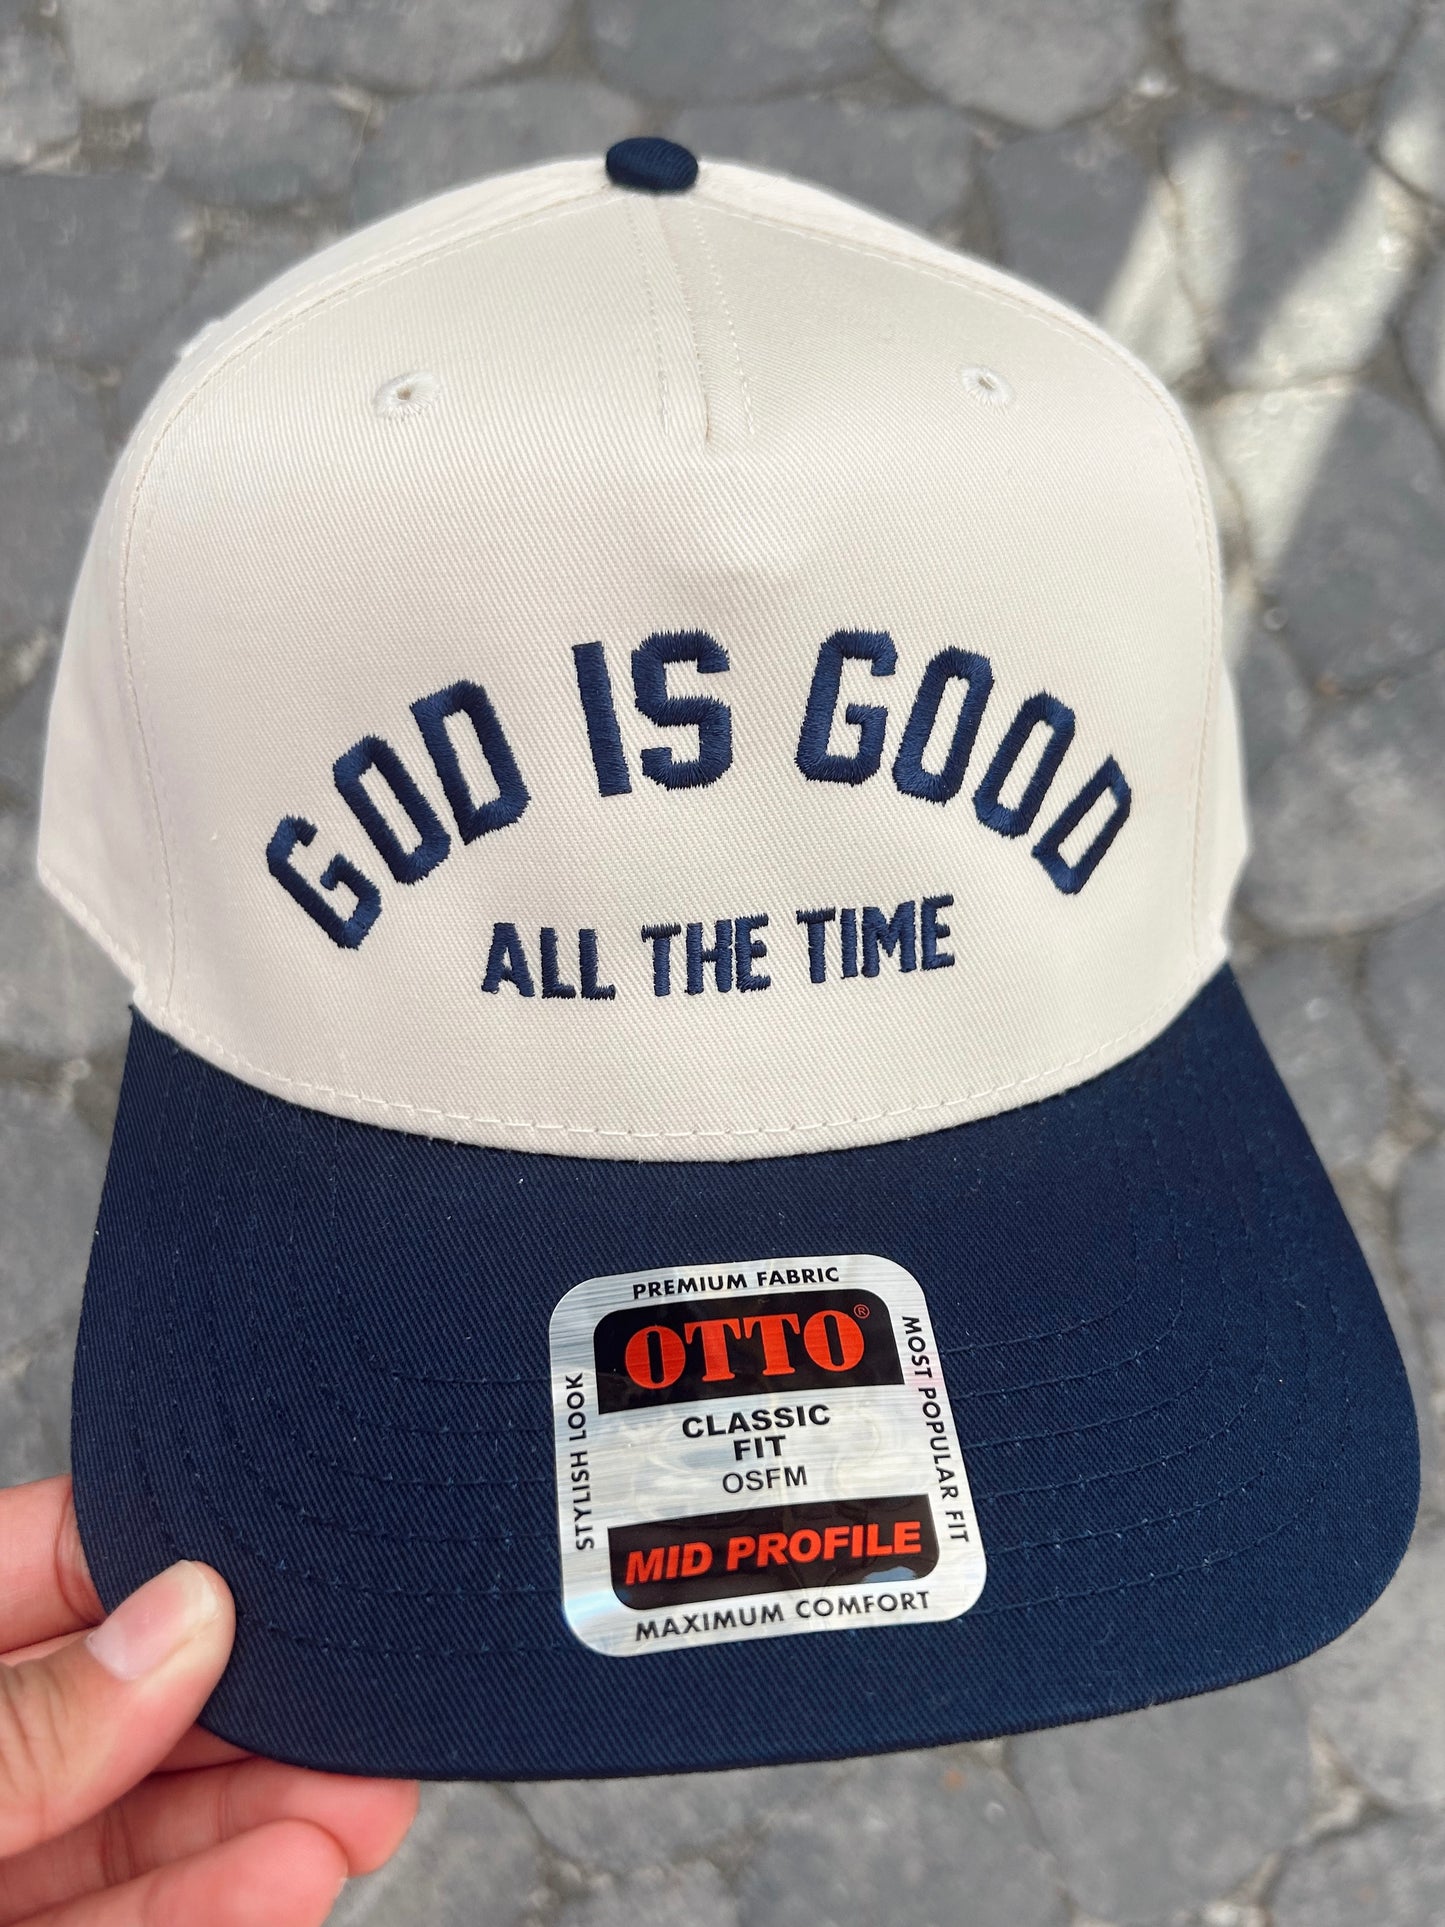 GOD IS GOOD
ALL THE TIME
PREMIUM FABRIC
OTTO®
CLASSIC
FIT
OSFM
MID PROFILE
MAXIMUM COMFORT
STYLISH LOOK
MOST POPULAR FIT